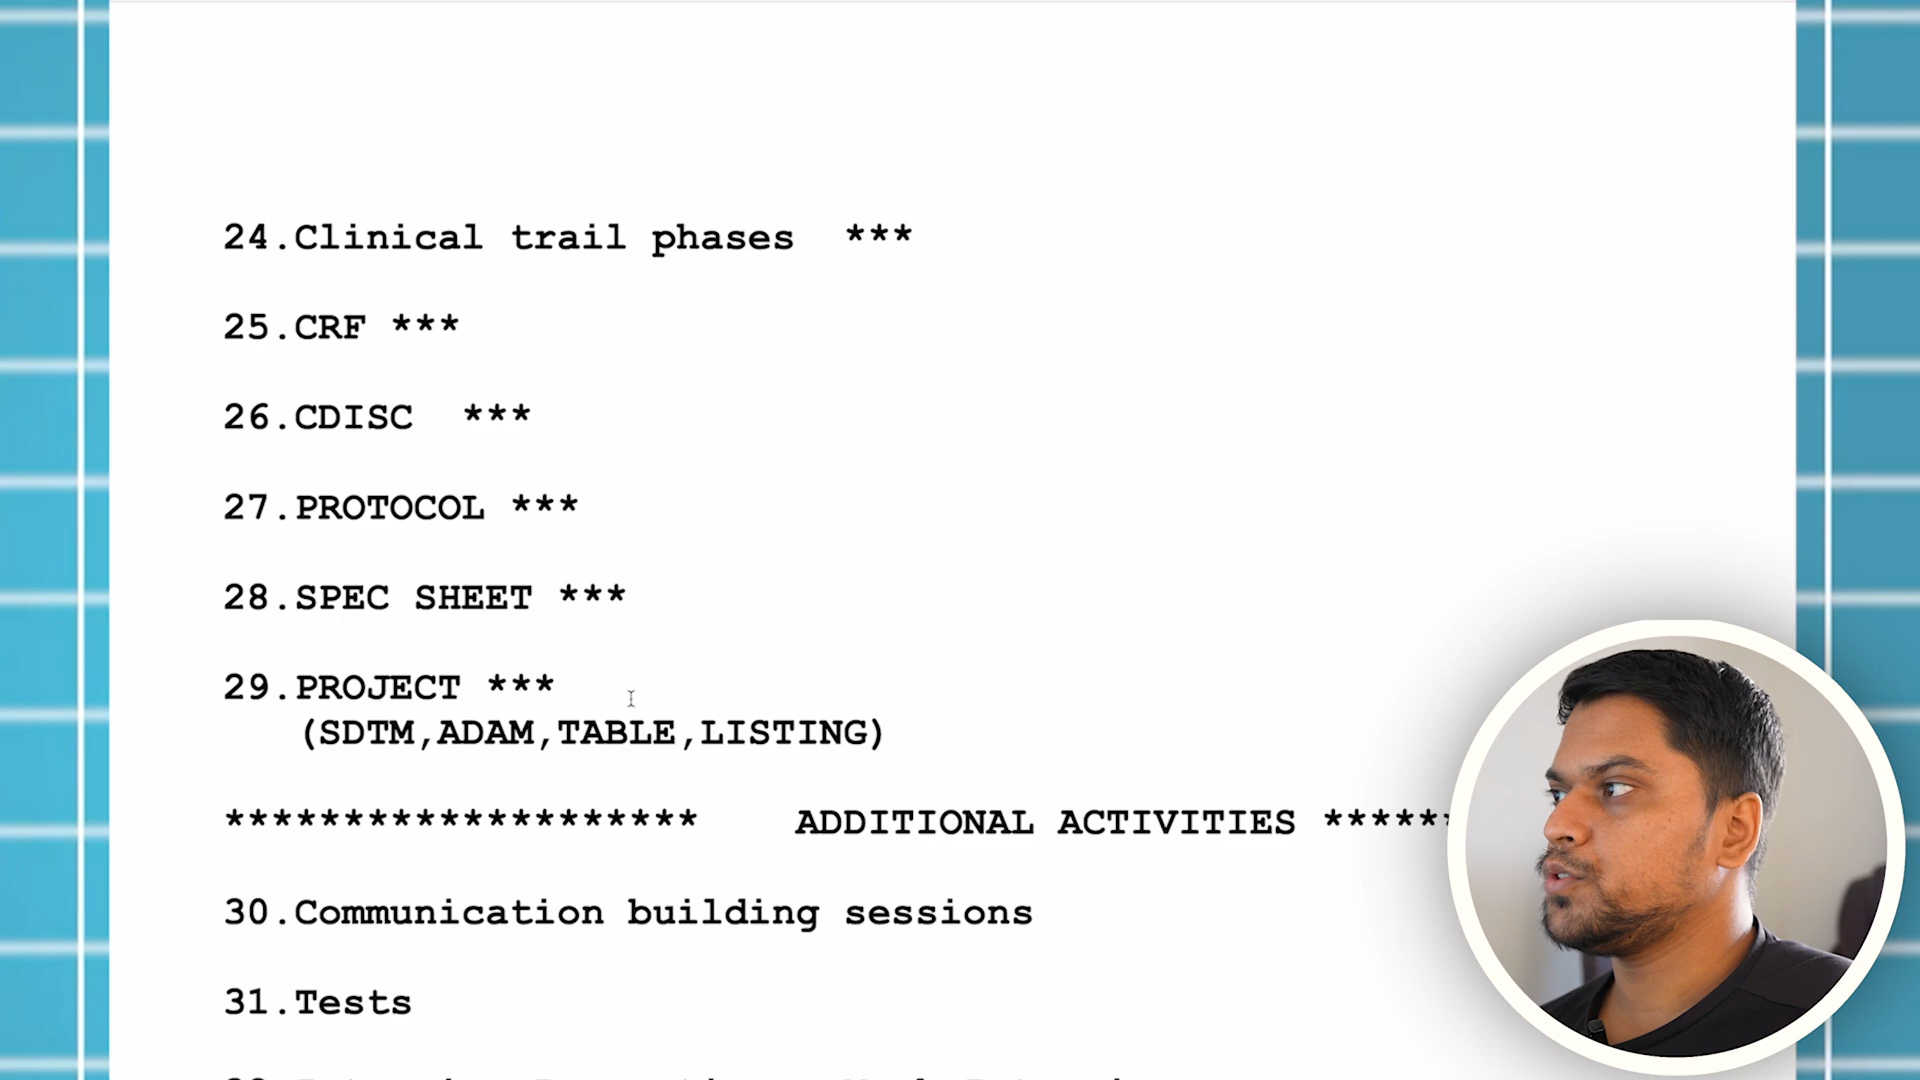 24.Clinical trail phases ***
25.CRF ***
26.CDISC ***
27.PROTOCOL ***
28.SPEC SHEET ***
29.PROJECT ***
(SDTM,ADAM,TABLE,LISTING)
******************** ADDITIONAL ACTIVITIES ******
30.Communication building sessions
31.Tests